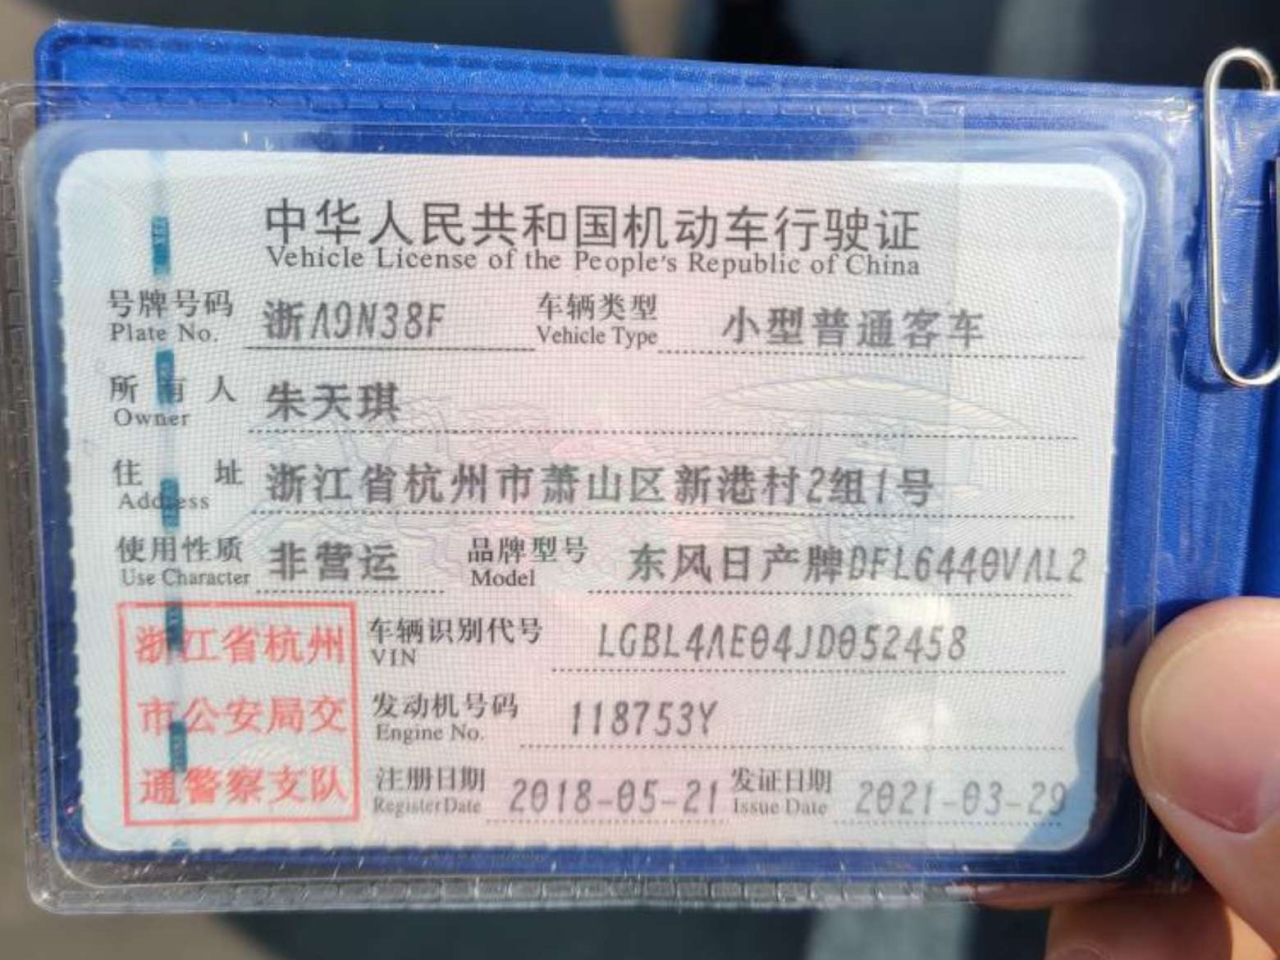 中华人民共和国机动车行驶证
Vehicle License of the People's Republic of China
号牌号码 浙A9N38F 车辆类型 小型普通客车
Plate No. Vehicle Type
所有人 朱天琪
Owner
住址 浙江省杭州市萧山区新港村2组1号
Address
使用性质 非营运 品牌型号 东风日产牌DFL6440VAL2
Use Character Model
浙江省杭州
市公安局交
通警察支队
车辆识别代号 LGBL4AE04JD052458
VIN
发动机号码 118753Y
Engine No.
注册日期 2018-05-21 发证日期 2021-03-29
Register Date Issue Date